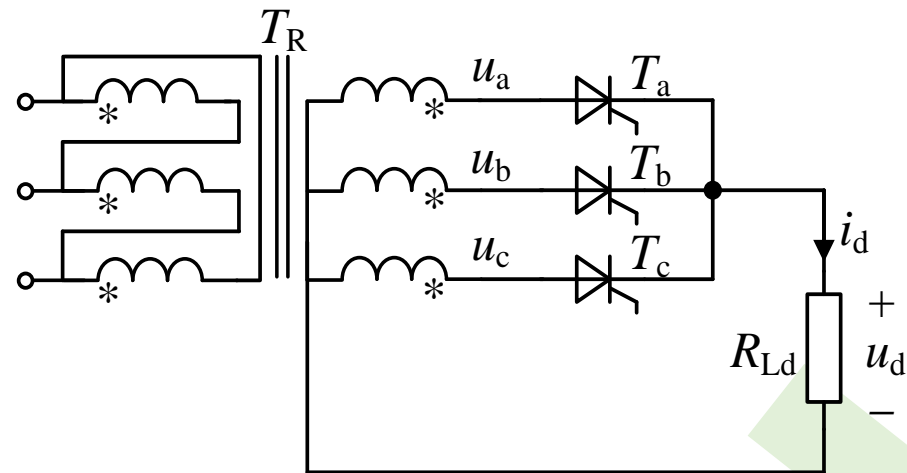 T_R
u_a T_a
* *
u_b T_b
* *
u_c T_c
* *
i_d
+
R_Ld u_d
−